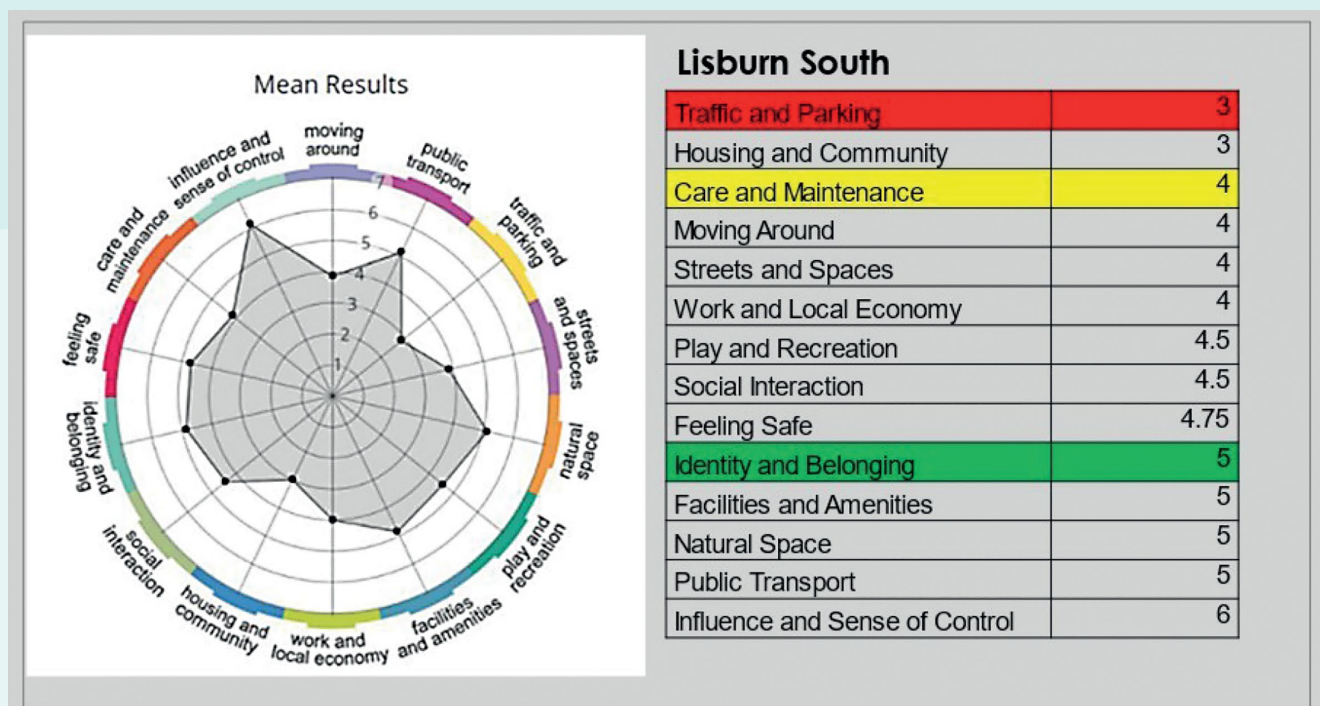 Mean Results
moving
around
public
transport
traffic and
parking
streets
and spaces
natural
space
play and
recreation
facilities
and amenities
work and
local economy
housing and
community
social
interaction
identity and
belonging
feeling
safe
care and
maintenance
influence and
sense of control
7
6
5
4
3
2
1
Lisburn South
Traffic and Parking 3
Housing and Community 3
Care and Maintenance 4
Moving Around 4
Streets and Spaces 4
Work and Local Economy 4
Play and Recreation 4.5
Social Interaction 4.5
Feeling Safe 4.75
Identity and Belonging 5
Facilities and Amenities 5
Natural Space 5
Public Transport 5
Influence and Sense of Control 6